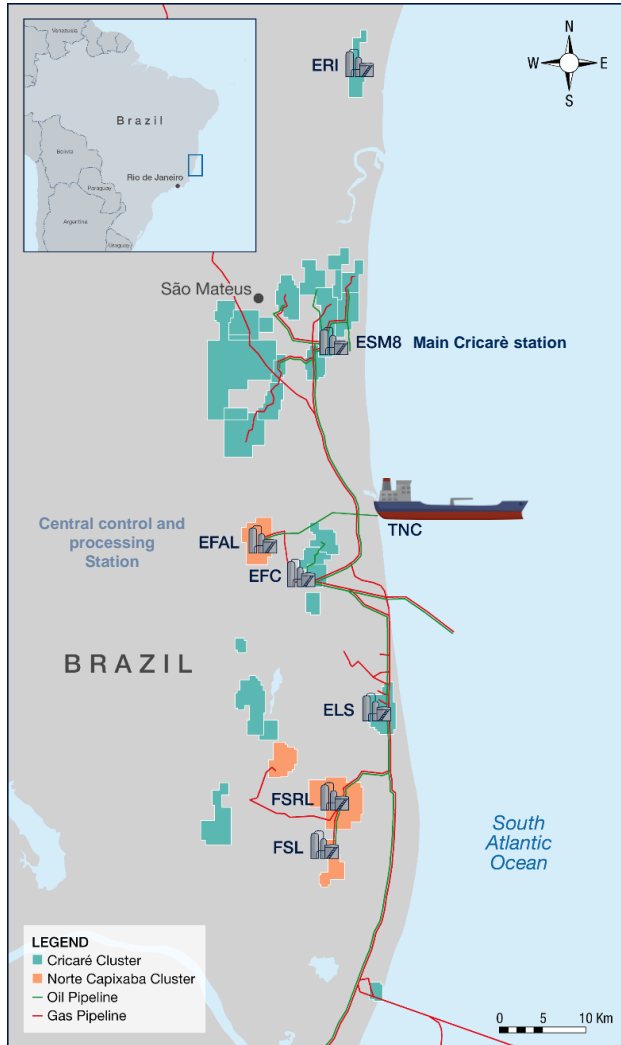 Venezuela
Brazil
Bolivia
Rio de Janeiro
Paraguay
Argentina
Uruguay
N
W
E
S
ERI
São Mateus
ESM8 Main Cricarè station
TNC
Central control and
processing
Station
EFAL
EFC
BRAZIL
ELS
FSRL
FSL
South
Atlantic
Ocean
LEGEND
Cricaré Cluster
Norte Capixaba Cluster
Oil Pipeline
Gas Pipeline
0 5 10 Km